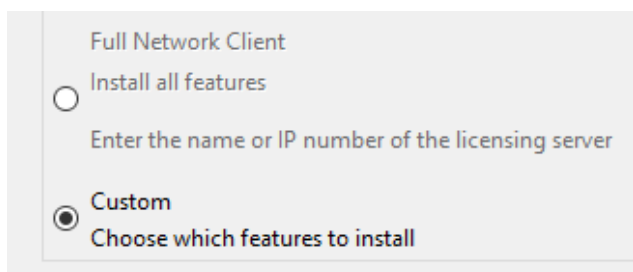 Full Network Client
Install all features
Enter the name or IP number of the licensing server
Custom
Choose which features to install